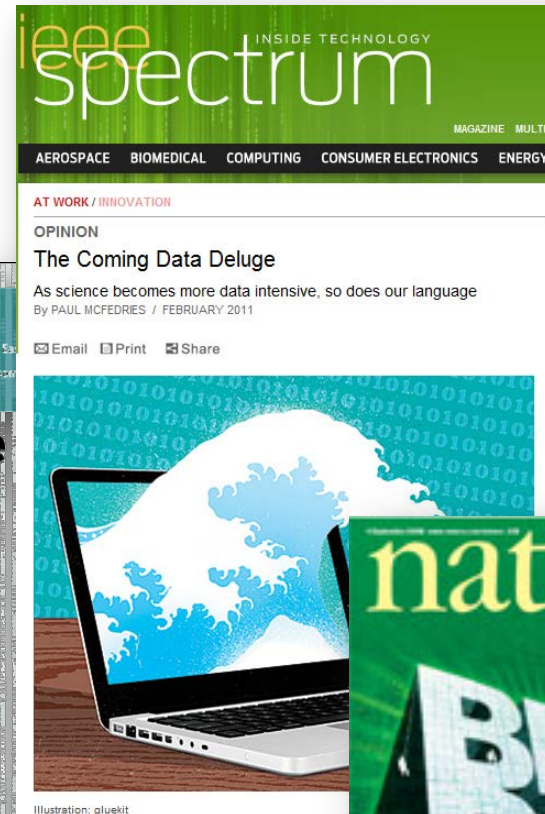 ieee
spectrum
INSIDE TECHNOLOGY
MAGAZINE
AEROSPACE BIOMEDICAL COMPUTING CONSUMER ELECTRONICS ENERGY
AT WORK / INNOVATION
OPINION
The Coming Data Deluge
As science becomes more data intensive, so does our language
By PAUL MCFEDRIES / FEBRUARY 2011
Email Print Share
Illustration: gluekit
nat